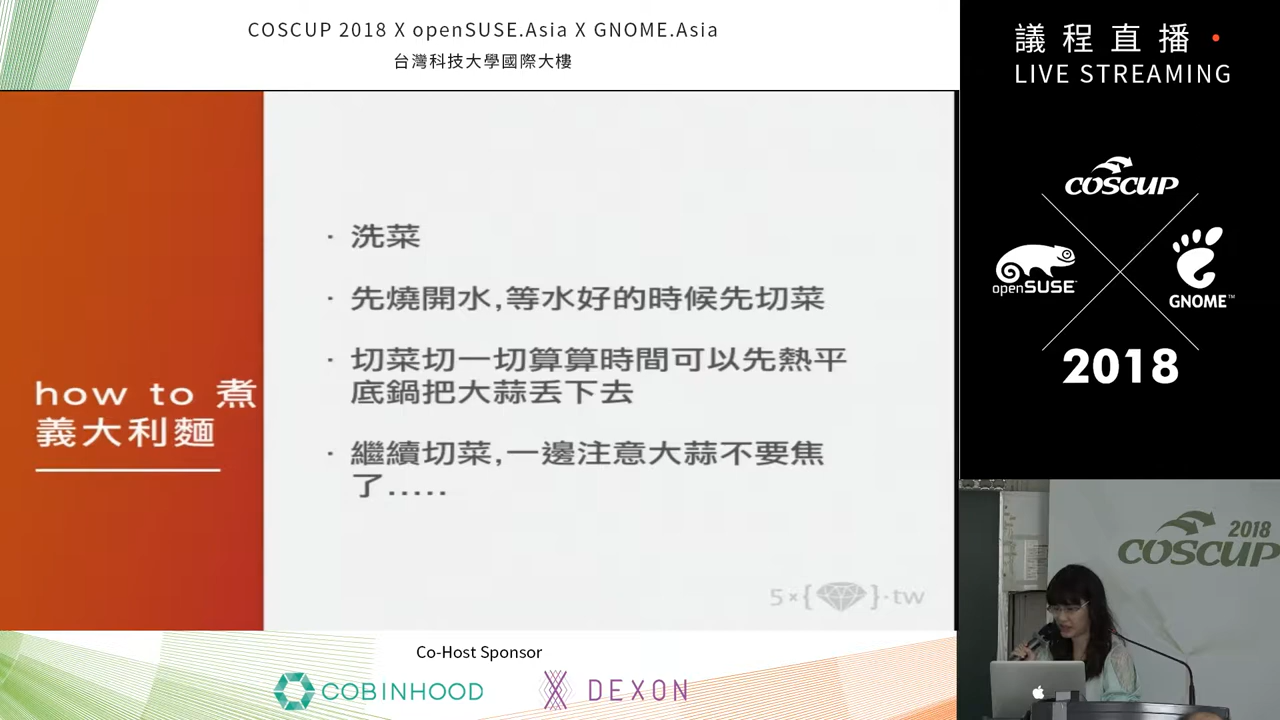 COSCUP 2018 X openSUSE.Asia X GNOME.Asia
台灣科技大學國際大樓
議程直播
LIVE STREAMING
how to 煮
義大利麵
· 洗菜
· 先燒開水,等水好的時候先切菜
· 切菜切一切算算時間可以先熱平
底鍋把大蒜丟下去
· 繼續切菜,一邊注意大蒜不要焦
了.....
5×{ }·tw
COSCUP
openSUSE
GNOME™
2018
2018
COSCUP
Co-Host Sponsor
COBINHOOD
DEXON